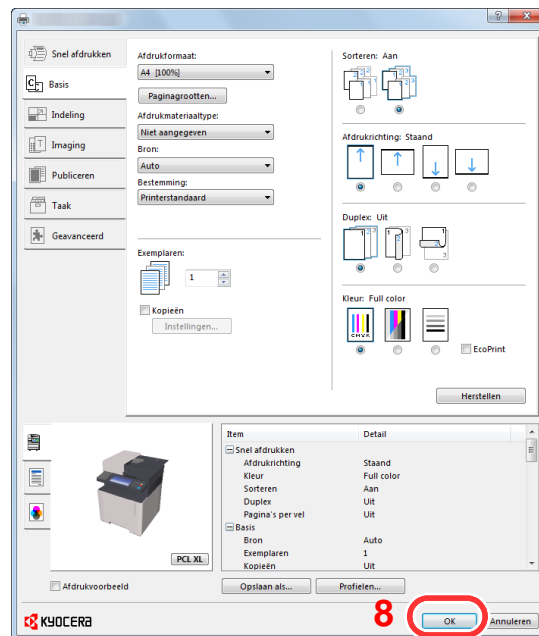 Snel afdrukken
Basis
Indeling
Imaging
Publiceren
Taak
Geavanceerd
Afdrukformaat:
A4 [100%]
Paginagrootten...
Afdrukmateriaaltype:
Niet aangegeven
Bron:
Auto
Bestemming:
Printerstandaard
Exemplaren:
1
Kopieën
Instellingen...
Sorteren: Aan
Afdrukrichting: Staand
Duplex: Uit
Kleur: Full color
CMYK
EcoPrint
Herstellen
Item Detail
Snel afdrukken
Afdrukrichting Staand
Kleur Full color
Sorteren Aan
Duplex Uit
Pagina's per vel Uit
Basis
Bron Auto
Exemplaren 1
Kopieën Uit
PCL XL
Afdrukvoorbeeld
Opslaan als...
Profielen...
KYOCERA
8
OK
Annuleren